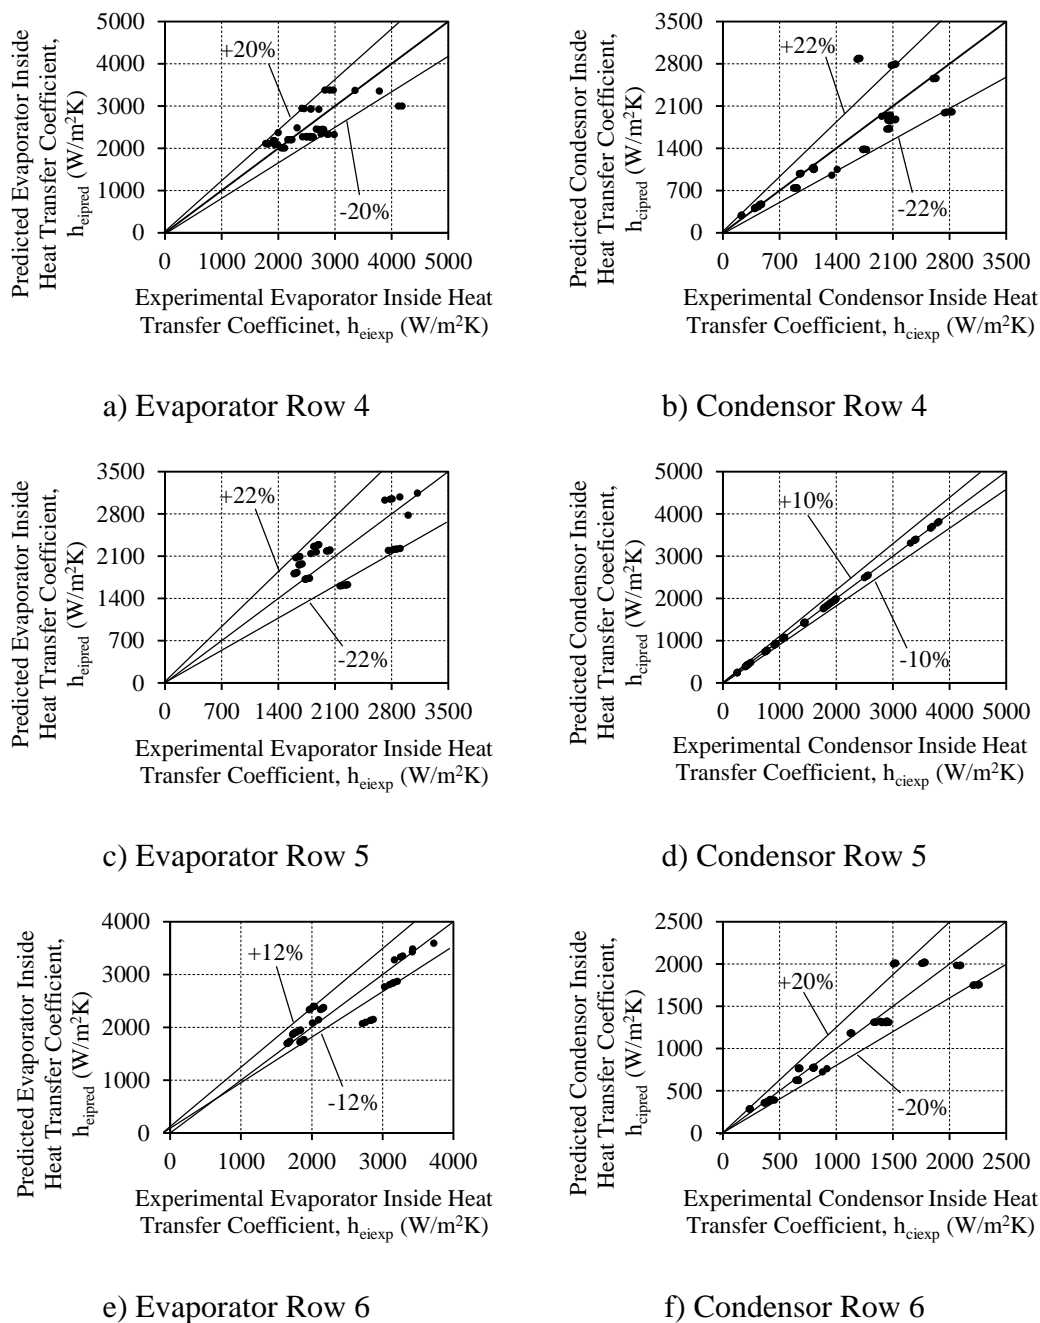 Predicted Evaporator Inside
Heat Transfer Coefficient,
h_eipred (W/m²K)
5000
4000
3000
2000
1000
0
+20%
-20%
0 1000 2000 3000 4000 5000
Experimental Evaporator Inside Heat
Transfer Coefficinet, h_eiexp (W/m²K)
a) Evaporator Row 4
Predicted Condesnor Insde
Heat Transfer Coefficient,
h_cipred (W/m²K)
3500
2800
2100
1400
700
0
+22%
-22%
0 700 1400 2100 2800 3500
Experimental Condensor Inside Heat
Transfer Coefficient, h_ciexp (W/m²K)
b) Condensor Row 4
Predicted Evaporator Inside
Heat Transfer Coefficient,
h_eipred (W/m²K)
3500
2800
2100
1400
700
0
+22%
-22%
0 700 1400 2100 2800 3500
Experimental Evaporator Inside Heat
Transfer Coefficient, h_eiexp (W/m²K)
c) Evaporator Row 5
Predicted Condensor Inside
Heat Transfer Coeeficient,
h_cipred (W/m²K)
5000
4000
3000
2000
1000
0
+10%
-10%
0 1000 2000 3000 4000 5000
Experimental Condensor Inside Heat
Transfer Coefficient, h_ciexp (W/m²K)
d) Condensor Row 5
Predicted Evaporator Inside
Heat Transfer Coefficient,
h_eipred (W/m²K)
4000
3000
2000
1000
0
+12%
-12%
0 1000 2000 3000 4000
Experimental Evaporator Inside Heat
Transfer Coefficient, h_eiexp (W/m²K)
e) Evaporator Row 6
Predicted Condensor Inside
Heat Transfer Coefficient,
h_cipred (W/m²K)
2500
2000
1500
1000
500
0
+20%
-20%
0 500 1000 1500 2000 2500
Experimental Condensor Inside Heat
Transfer Coefficient, h_ciexp (W/m²K)
f) Condensor Row 6